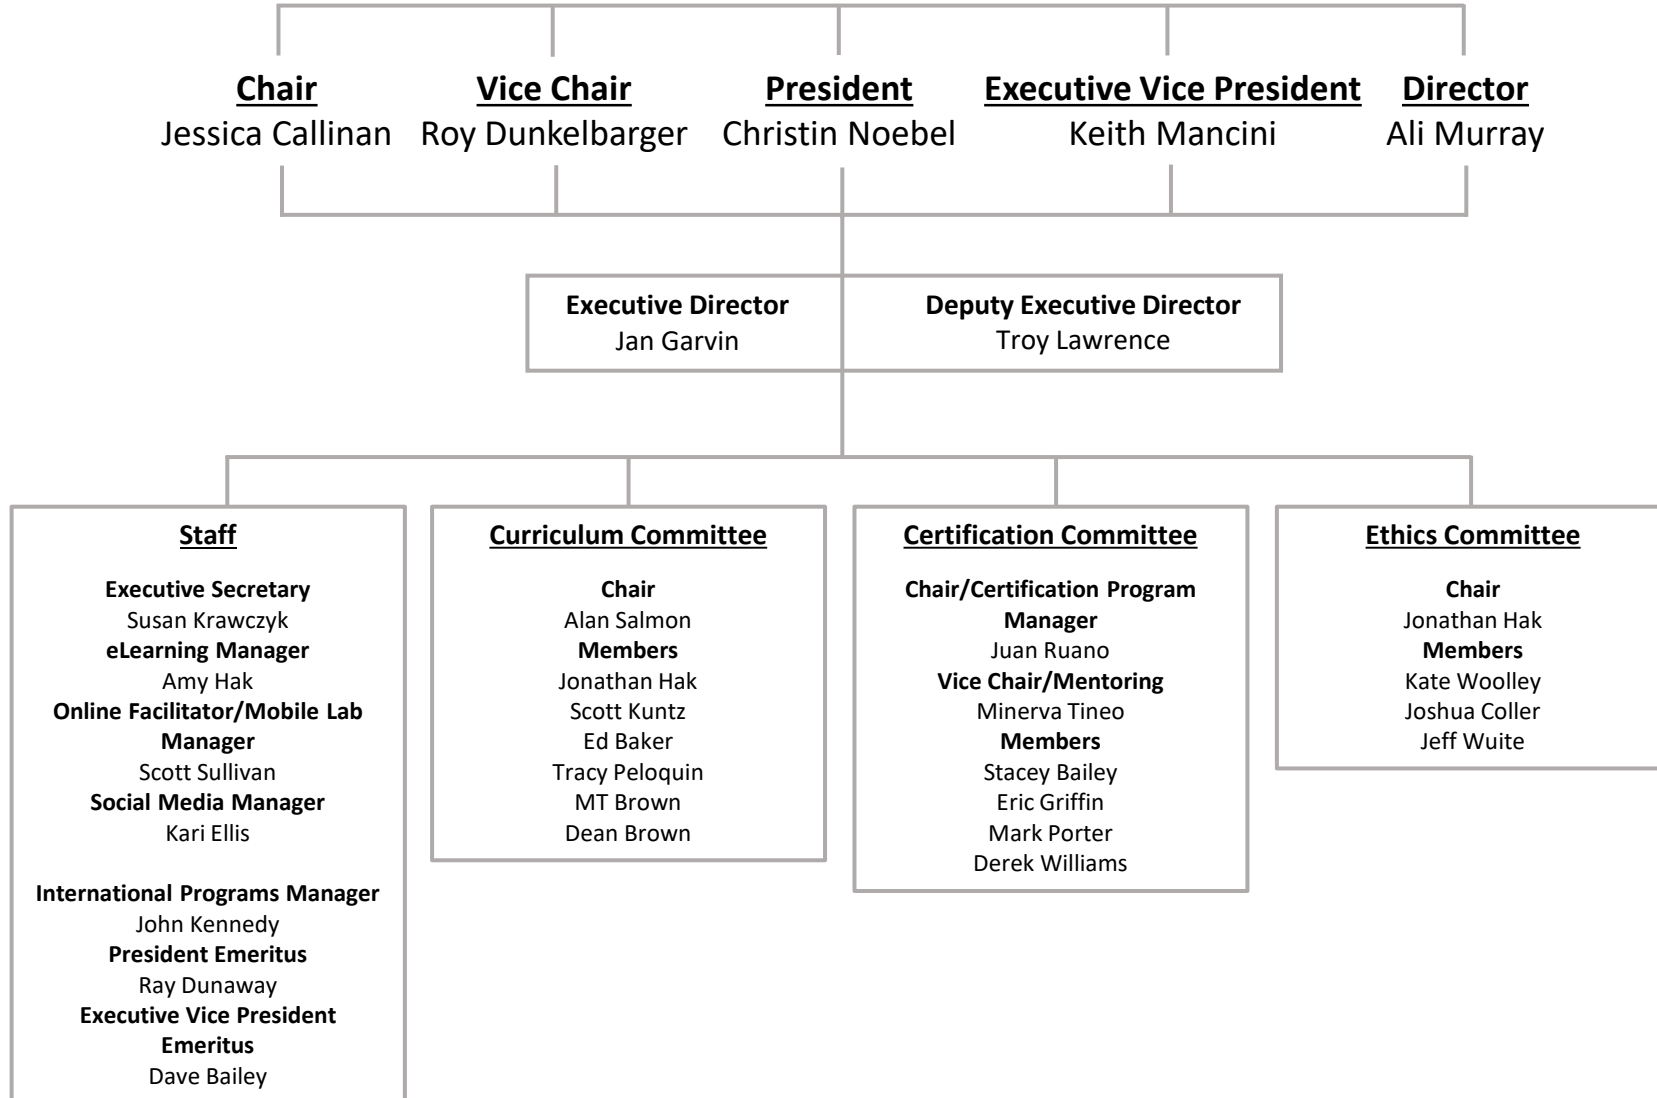 Chair
Jessica Callinan
Vice Chair
Roy Dunkelbarger
President
Christin Noebel
Executive Vice President
Keith Mancini
Director
Ali Murray
Executive Director
Jan Garvin
Deputy Executive Director
Troy Lawrence
Staff
Executive Secretary
Susan Krawczyk
eLearning Manager
Amy Hak
Online Facilitator/Mobile Lab
Manager
Scott Sullivan
Social Media Manager
Kari Ellis
International Programs Manager
John Kennedy
President Emeritus
Ray Dunaway
Executive Vice President
Emeritus
Dave Bailey
Curriculum Committee
Chair
Alan Salmon
Members
Jonathan Hak
Scott Kuntz
Ed Baker
Tracy Peloquin
MT Brown
Dean Brown
Certification Committee
Chair/Certification Program
Manager
Juan Ruano
Vice Chair/Mentoring
Minerva Tineo
Members
Stacey Bailey
Eric Griffin
Mark Porter
Derek Williams
Ethics Committee
Chair
Jonathan Hak
Members
Kate Woolley
Joshua Coller
Jeff Wuite